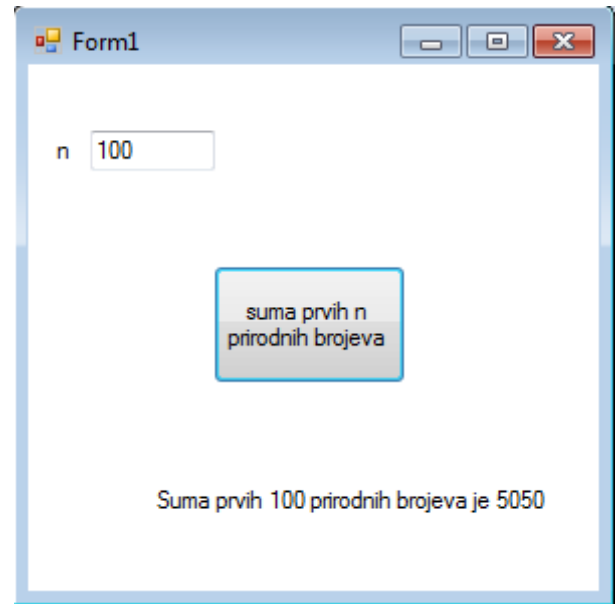 Form1
n 100
suma prvih n
prirodnih brojeva
Suma prvih 100 prirodnih brojeva je 5050